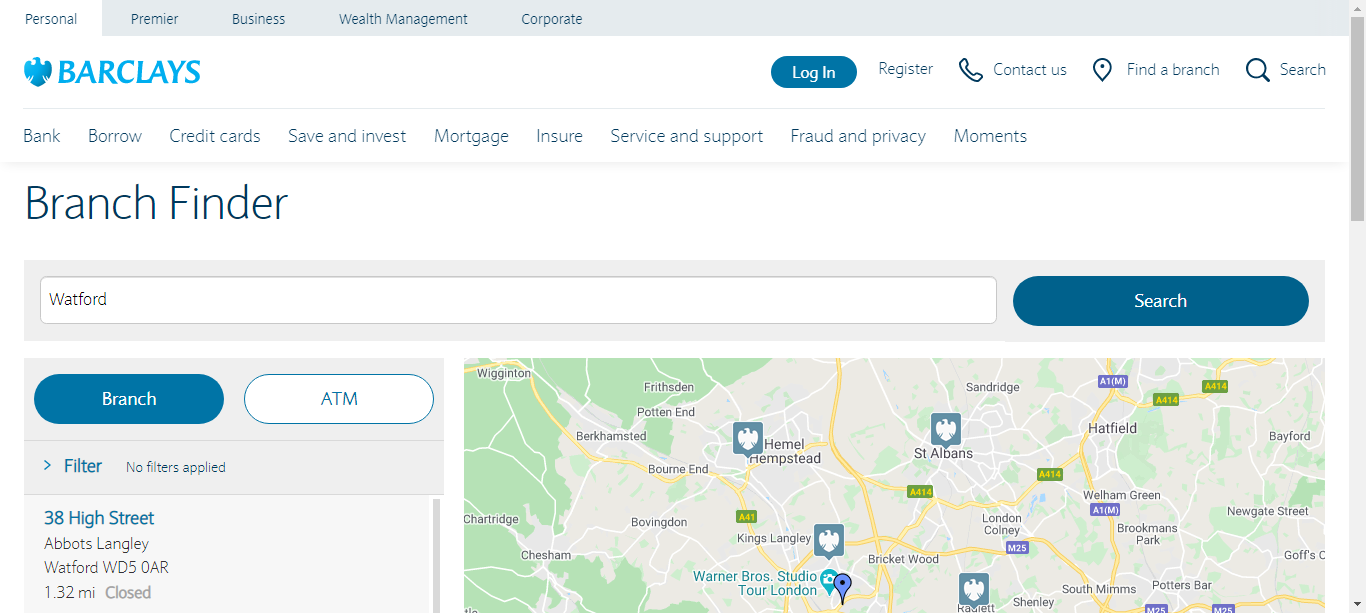 Personal Premier Business Wealth Management Corporate
BARCLAYS
Log In Register Contact us Find a branch Search
Bank Borrow Credit cards Save and invest Mortgage Insure Service and support Fraud and privacy Moments
Branch Finder
Watford
Search
Branch ATM
Filter No filters applied
38 High Street
Abbots Langley
Watford WD5 0AR
1.32 mi Closed
Wigginton
Frithsden
Sandridge
A1(M)
A414
Potten End
A414
Berkhamsted
Hemel
Hempstead
St Albans
Hatfield
Bayford
Bourne End
A414
A414
Welham Green
Chartridge
Bovingdon
A41
London
Colney
A1(M)
Newgate Street
Kings Langley
Brookmans
Park
Chesham
M25
Bricket Wood
Goff's C
Warner Bros. Studio
Tour London
Radlett
Shenley
South Mimms
Potters Bar
M25
M25